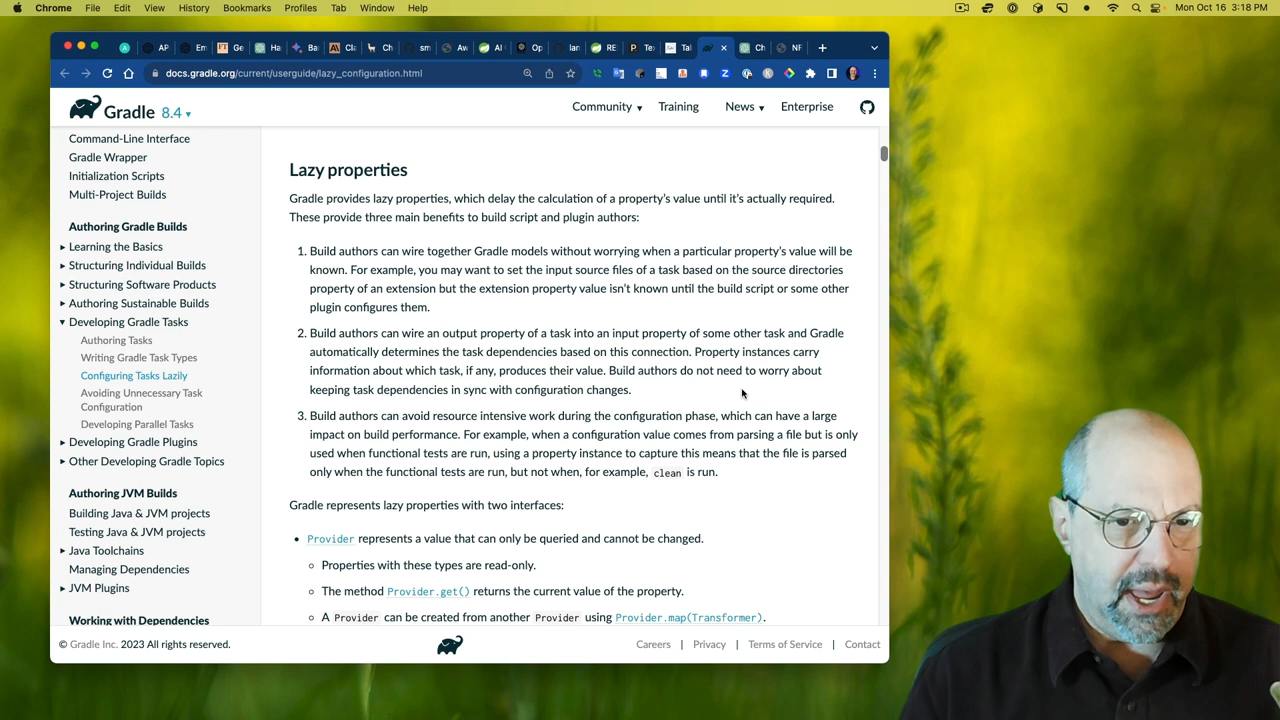 Chrome File Edit View History Bookmarks Profiles Tab Window Help
Mon Oct 16 3:18 PM
AP
Em
Ge
Ha
Ba
Cla
Ch
sm
Aw
AI
Op
lan
RE
Te
Tal
Ch
NF
docs.gradle.org/current/userguide/lazy_configuration.html
Gradle 8.4
Community
Training
News
Enterprise
Command-Line Interface
Gradle Wrapper
Initialization Scripts
Multi-Project Builds
Authoring Gradle Builds
Learning the Basics
Structuring Individual Builds
Structuring Software Products
Authoring Sustainable Builds
Developing Gradle Tasks
Authoring Tasks
Writing Gradle Task Types
Configuring Tasks Lazily
Avoiding Unnecessary Task
Configuration
Developing Parallel Tasks
Developing Gradle Plugins
Other Developing Gradle Topics
Authoring JVM Builds
Building Java & JVM projects
Testing Java & JVM projects
Java Toolchains
Managing Dependencies
JVM Plugins
Working with Dependencies
Lazy properties
Gradle provides lazy properties, which delay the calculation of a property's value until it's actually required.
These provide three main benefits to build script and plugin authors:
1. Build authors can wire together Gradle models without worrying when a particular property's value will be
known. For example, you may want to set the input source files of a task based on the source directories
property of an extension but the extension property value isn't known until the build script or some other
plugin configures them.
2. Build authors can wire an output property of a task into an input property of some other task and Gradle
automatically determines the task dependencies based on this connection. Property instances carry
information about which task, if any, produces their value. Build authors do not need to worry about
keeping task dependencies in sync with configuration changes.
3. Build authors can avoid resource intensive work during the configuration phase, which can have a large
impact on build performance. For example, when a configuration value comes from parsing a file but is only
used when functional tests are run, using a property instance to capture this means that the file is parsed
only when the functional tests are run, but not when, for example, clean is run.
Gradle represents lazy properties with two interfaces:
• Provider represents a value that can only be queried and cannot be changed.
Properties with these types are read-only.
The method Provider.get() returns the current value of the property.
A Provider can be created from another Provider using Provider.map(Transformer).
© Gradle Inc. 2023 All rights reserved.
Careers | Privacy | Terms of Service | Contact